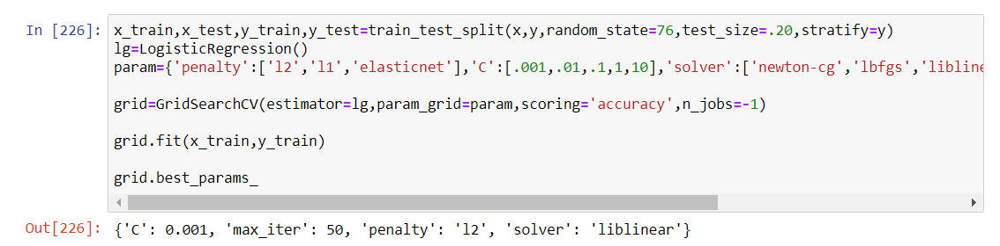 In [226]: x_train,x_test,y_train,y_test=train_test_split(x,y,random_state=76,test_size=.20,stratify=y)
lg=LogisticRegression()
param={'penalty':['l2','l1','elasticnet'],'C':[.001,.01,.1,1,10],'solver':['newton-cg','lbfgs','libline
grid=GridSearchCV(estimator=lg,param_grid=param,scoring='accuracy',n_jobs=-1)
grid.fit(x_train,y_train)
grid.best_params_
Out[226]: {'C': 0.001, 'max_iter': 50, 'penalty': 'l2', 'solver': 'liblinear'}